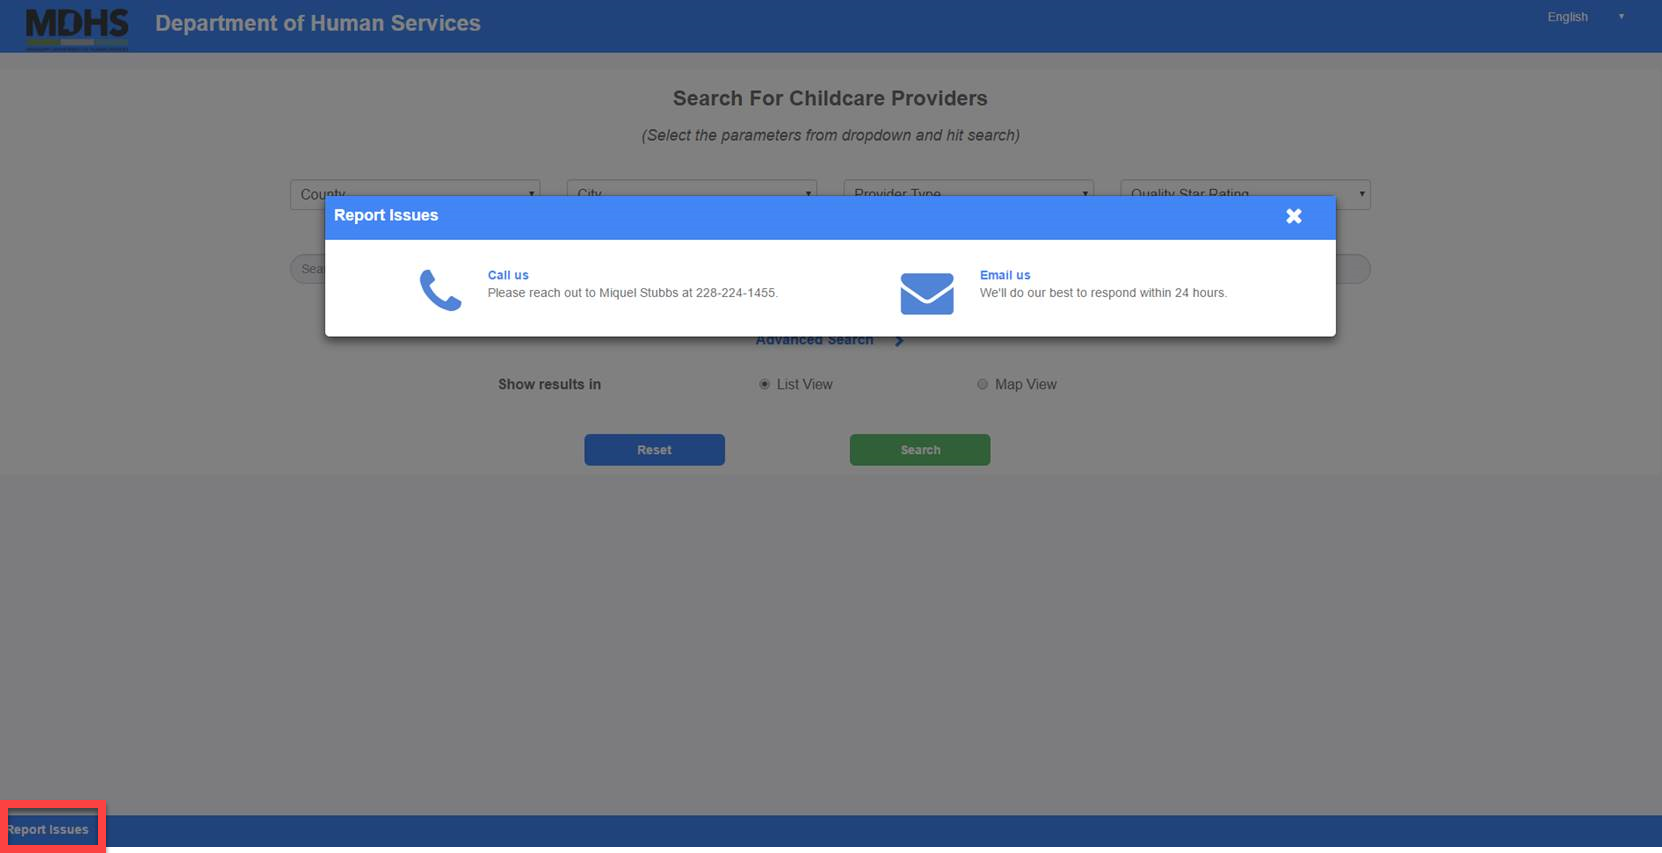 MDHS
Department of Human Services
English
Search For Childcare Providers
(Select the parameters from dropdown and hit search)
County
City
Provider Type
Quality Star Rating
Report Issues
Call us
Please reach out to Miquel Stubbs at 228-224-1455.
Email us
We'll do our best to respond within 24 hours.
Advanced Search
Show results in
List View
Map View
Reset
Search
Report Issues